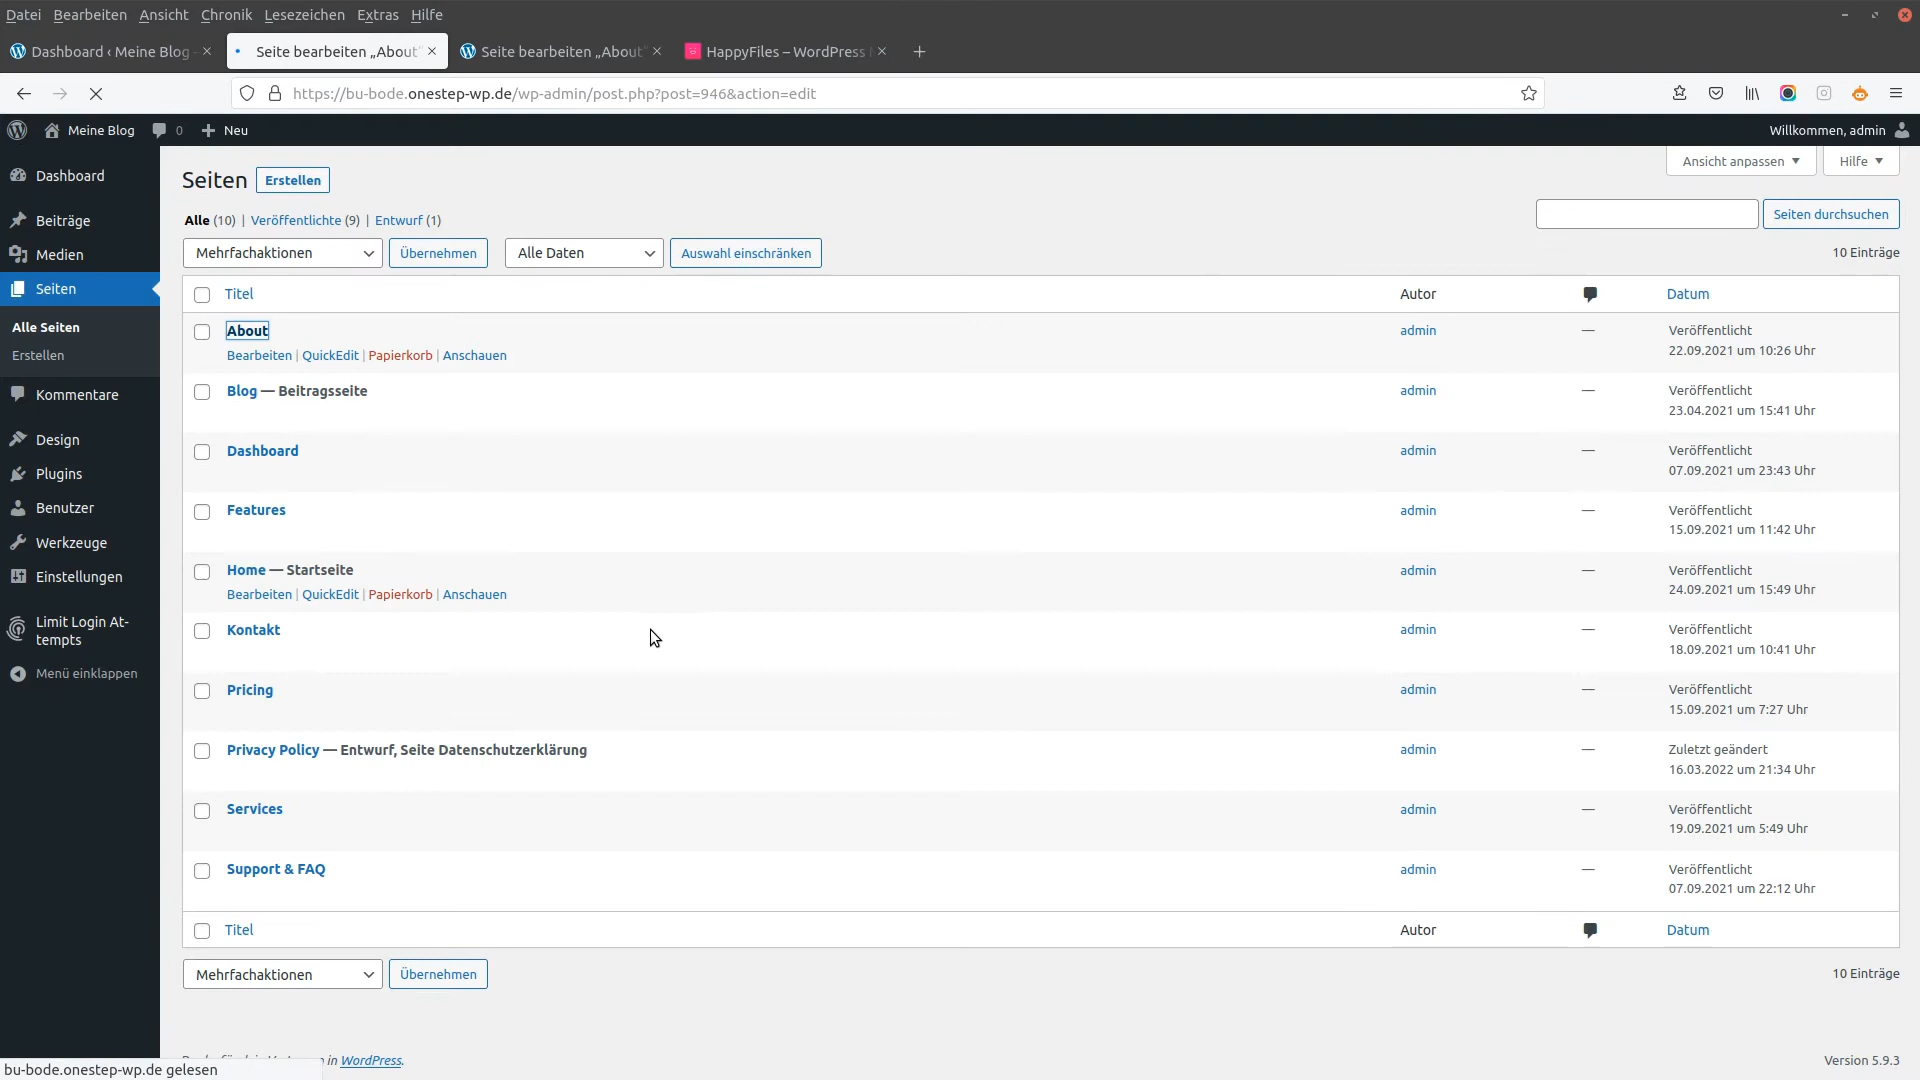 Datei Bearbeiten Ansicht Chronik Lesezeichen Extras Hilfe
Dashboard ‹ Meine Blog
Seite bearbeiten „About“
Seite bearbeiten „About“
HappyFiles – WordPress
https://bu-bode.onestep-wp.de/wp-admin/post.php?post=946&action=edit
Meine Blog 0 Neu
Willkommen, admin
Dashboard
Beiträge
Medien
Seiten
Alle Seiten
Erstellen
Kommentare
Design
Plugins
Benutzer
Werkzeuge
Einstellungen
Limit Login At-
tempts
Menü einklappen
Ansicht anpassen Hilfe
Seiten Erstellen
Alle (10) | Veröffentlichte (9) | Entwurf (1)
Seiten durchsuchen
Mehrfachaktionen Übernehmen Alle Daten Auswahl einschränken 10 Einträge
Titel Autor Datum
About admin — Veröffentlicht
22.09.2021 um 10:26 Uhr
Bearbeiten | QuickEdit | Papierkorb | Anschauen
Blog — Beitragsseite admin — Veröffentlicht
23.04.2021 um 15:41 Uhr
Dashboard admin — Veröffentlicht
07.09.2021 um 23:43 Uhr
Features admin — Veröffentlicht
15.09.2021 um 11:42 Uhr
Home — Startseite admin — Veröffentlicht
24.09.2021 um 15:49 Uhr
Bearbeiten | QuickEdit | Papierkorb | Anschauen
Kontakt admin — Veröffentlicht
18.09.2021 um 10:41 Uhr
Pricing admin — Veröffentlicht
15.09.2021 um 7:27 Uhr
Privacy Policy — Entwurf, Seite Datenschutzerklärung admin — Zuletzt geändert
16.03.2022 um 21:34 Uhr
Services admin — Veröffentlicht
19.09.2021 um 5:49 Uhr
Support & FAQ admin — Veröffentlicht
07.09.2021 um 22:12 Uhr
Titel Autor Datum
Mehrfachaktionen Übernehmen 10 Einträge
in WordPress.
Version 5.9.3
bu-bode.onestep-wp.de gelesen